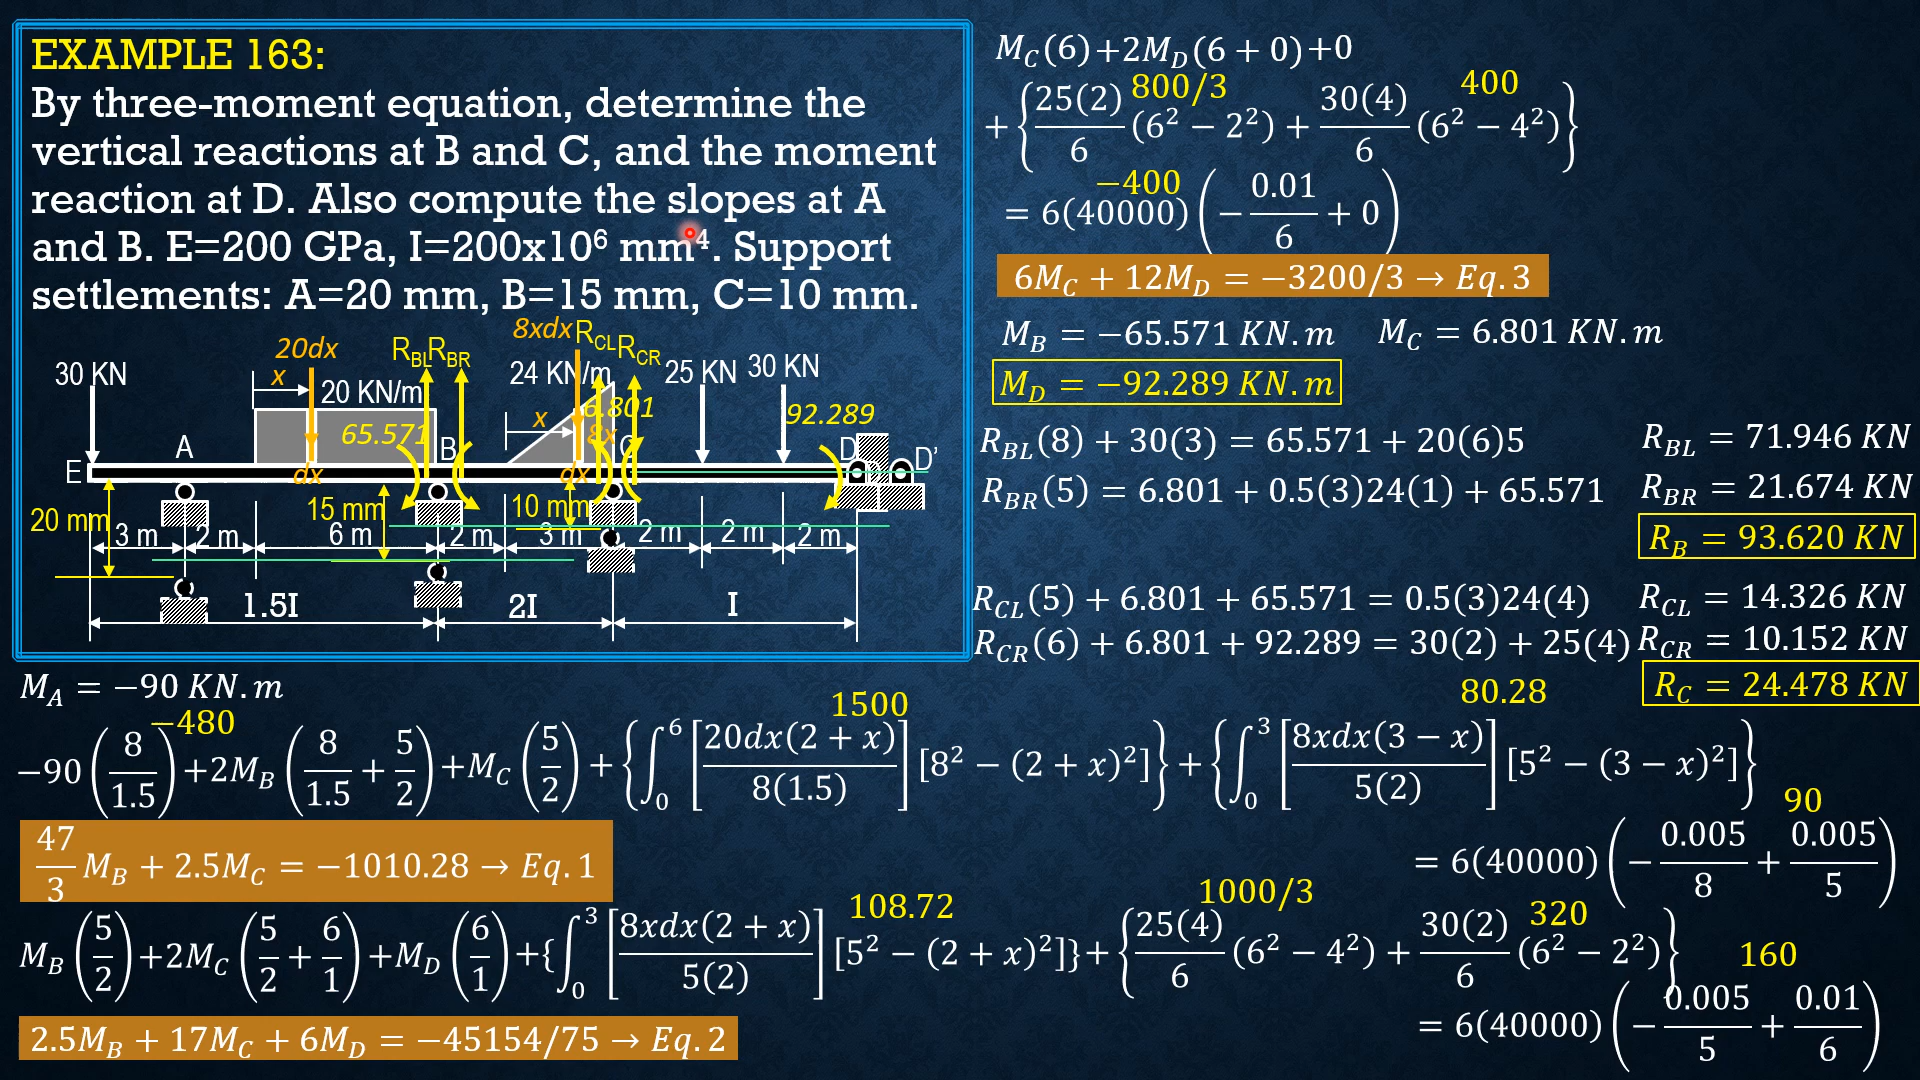 EXAMPLE 163:
By three-moment equation, determine the
vertical reactions at B and C, and the moment
reaction at D. Also compute the slopes at A
and B. E=200 GPa, I=200x10⁶ mm⁴. Support
settlements: A=20 mm, B=15 mm, C=10 mm.
8xdx R_CL R_CR
20dx R_BL R_BR
30 KN x 20 KN/m 24 KN/m 25 KN 30 KN
65.571 x 6.801 8x 92.289
E A B C D D'
dx dx
20 mm 15 mm 10 mm
3 m 2 m 6 m 2 m 3 m 2 m 2 m 2 m
1.5I 2I I
M_C(6)+2M_D(6 + 0)+0
800/3 400
+ {25(2)/6 (6² − 2²) + 30(4)/6 (6² − 4²)}
−400
= 6(40000)(−0.01/6 + 0)
6M_C + 12M_D = −3200/3 → Eq. 3
M_B = −65.571 KN.m M_C = 6.801 KN.m
M_D = −92.289 KN.m
R_BL(8) + 30(3) = 65.571 + 20(6)5 R_BL = 71.946 KN
R_BR(5) = 6.801 + 0.5(3)24(1) + 65.571 R_BR = 21.674 KN
R_B = 93.620 KN
R_CL(5) + 6.801 + 65.571 = 0.5(3)24(4) R_CL = 14.326 KN
R_CR(6) + 6.801 + 92.289 = 30(2) + 25(4) R_CR = 10.152 KN
R_C = 24.478 KN
M_A = −90 KN.m
−480 1500 80.28
−90(8/1.5)+2M_B(8/1.5 + 5/2)+M_C(5/2) + {∫₀⁶[20dx(2 + x)/8(1.5)][8² − (2 + x)²]} + {∫₀³[8xdx(3 − x)/5(2)][5² − (3 − x)²]}
90
= 6(40000)(−0.005/8 + 0.005/5)
47/3 M_B + 2.5M_C = −1010.28 → Eq. 1
108.72 1000/3 320
M_B(5/2)+2M_C(5/2 + 6/1)+M_D(6/1)+{∫₀³[8xdx(2 + x)/5(2)][5² − (2 + x)²]}+{25(4)/6 (6² − 4²) + 30(2)/6 (6² − 2²)}
160
= 6(40000)(−0.005/5 + 0.01/6)
2.5M_B + 17M_C + 6M_D = −45154/75 → Eq. 2